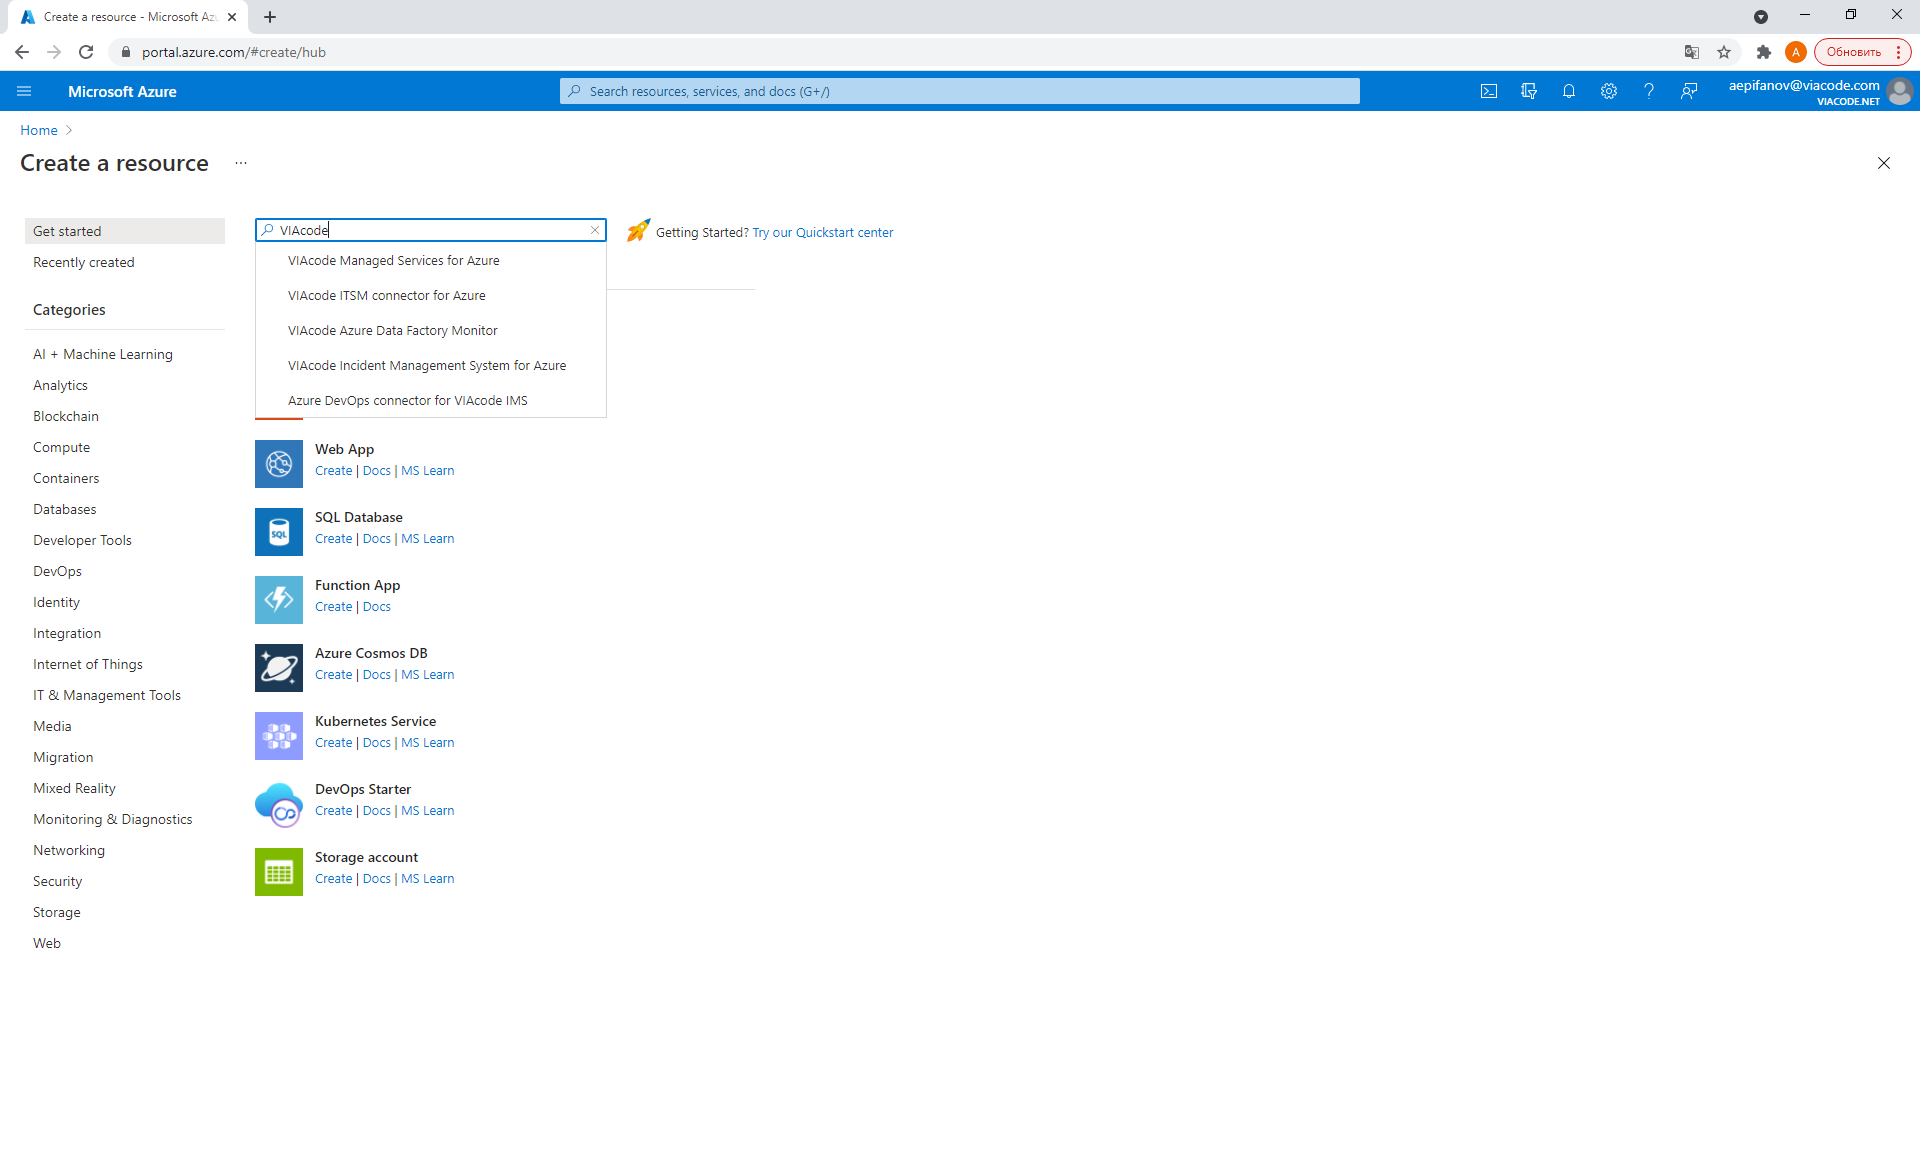 Create a resource - Microsoft Az
portal.azure.com/#create/hub
A
Обновить
Microsoft Azure
Search resources, services, and docs (G+/)
aepifanov@viacode.com
VIACODE.NET
Home
Create a resource
Get started
Recently created
Categories
AI + Machine Learning
Analytics
Blockchain
Compute
Containers
Databases
Developer Tools
DevOps
Identity
Integration
Internet of Things
IT & Management Tools
Media
Migration
Mixed Reality
Monitoring & Diagnostics
Networking
Security
Storage
Web
VIAcode
VIAcode Managed Services for Azure
VIAcode ITSM connector for Azure
VIAcode Azure Data Factory Monitor
VIAcode Incident Management System for Azure
Azure DevOps connector for VIAcode IMS
Getting Started? Try our Quickstart center
Web App
Create | Docs | MS Learn
SQL
SQL Database
Create | Docs | MS Learn
Function App
Create | Docs
Azure Cosmos DB
Create | Docs | MS Learn
Kubernetes Service
Create | Docs | MS Learn
DevOps Starter
Create | Docs | MS Learn
Storage account
Create | Docs | MS Learn